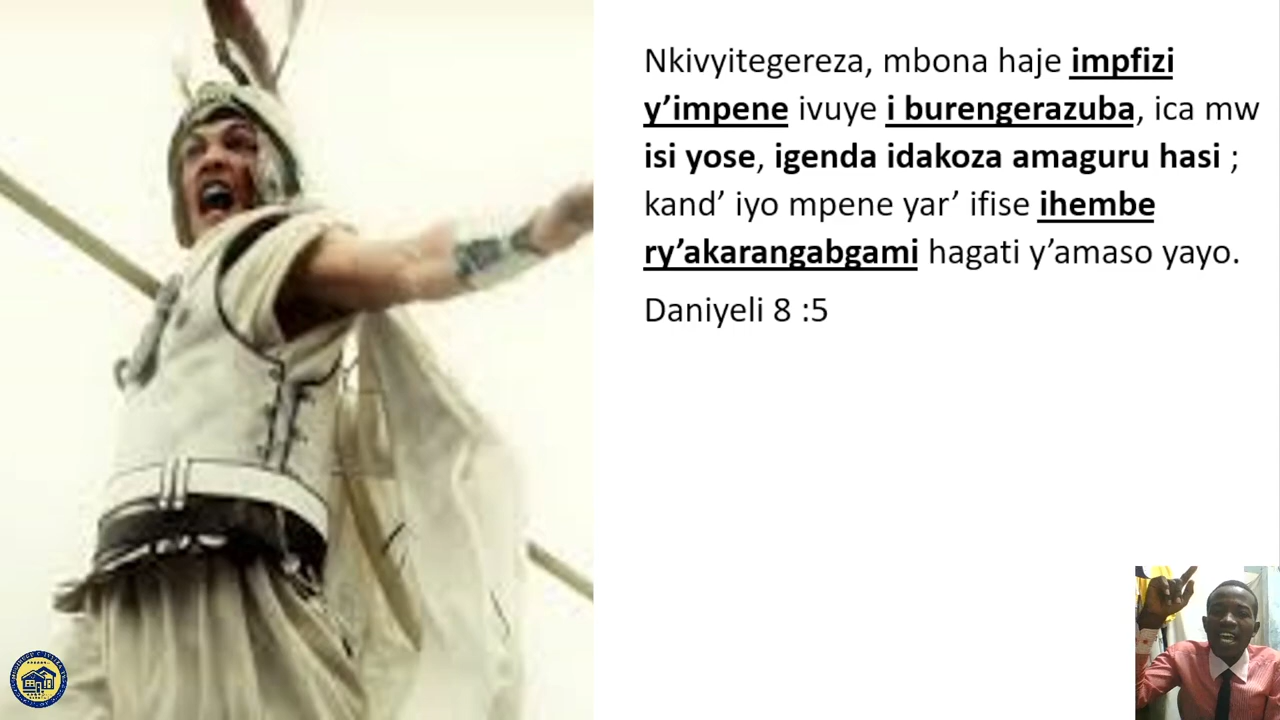 Nkivyitegereza, mbona haje impfizi
y’impene ivuye i burengerazuba, ica mw
isi yose, igenda idakoza amaguru hasi ;
kand’ iyo mpene yar’ ifise ihembe
ry’akarangabgami hagati y’amaso yayo.
Daniyeli 8 :5